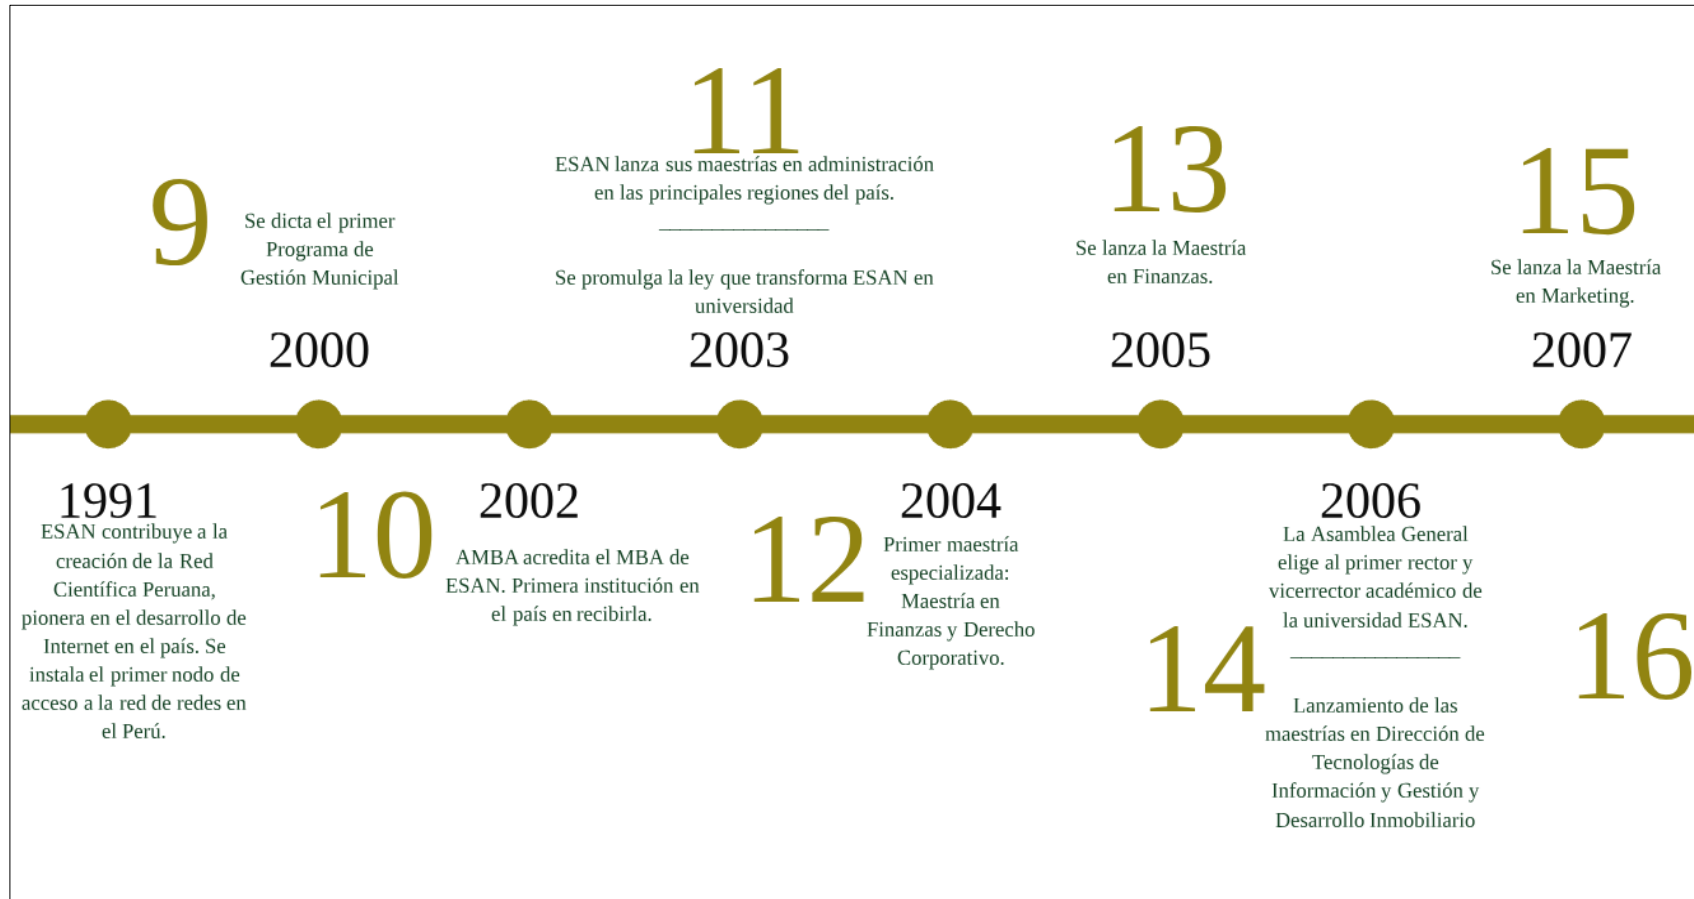 9
Se dicta el primer
Programa de
Gestión Municipal
2000
11
ESAN lanza sus maestrías en administración
en las principales regiones del país.
Se promulga la ley que transforma ESAN en
universidad
2003
13
Se lanza la Maestría
en Finanzas.
2005
15
Se lanza la Maestría
en Marketing.
2007
1991
ESAN contribuye a la
creación de la Red
Científica Peruana,
pionera en el desarrollo de
Internet en el país. Se
instala el primer nodo de
acceso a la red de redes en
el Perú.
10
2002
AMBA acredita el MBA de
ESAN. Primera institución en
el país en recibirla.
12
2004
Primer maestría
especializada:
Maestría en
Finanzas y Derecho
Corporativo.
14
2006
La Asamblea General
elige al primer rector y
vicerrector académico de
la universidad ESAN.
Lanzamiento de las
maestrías en Dirección de
Tecnologías de
Información y Gestión y
Desarrollo Inmobiliario
16